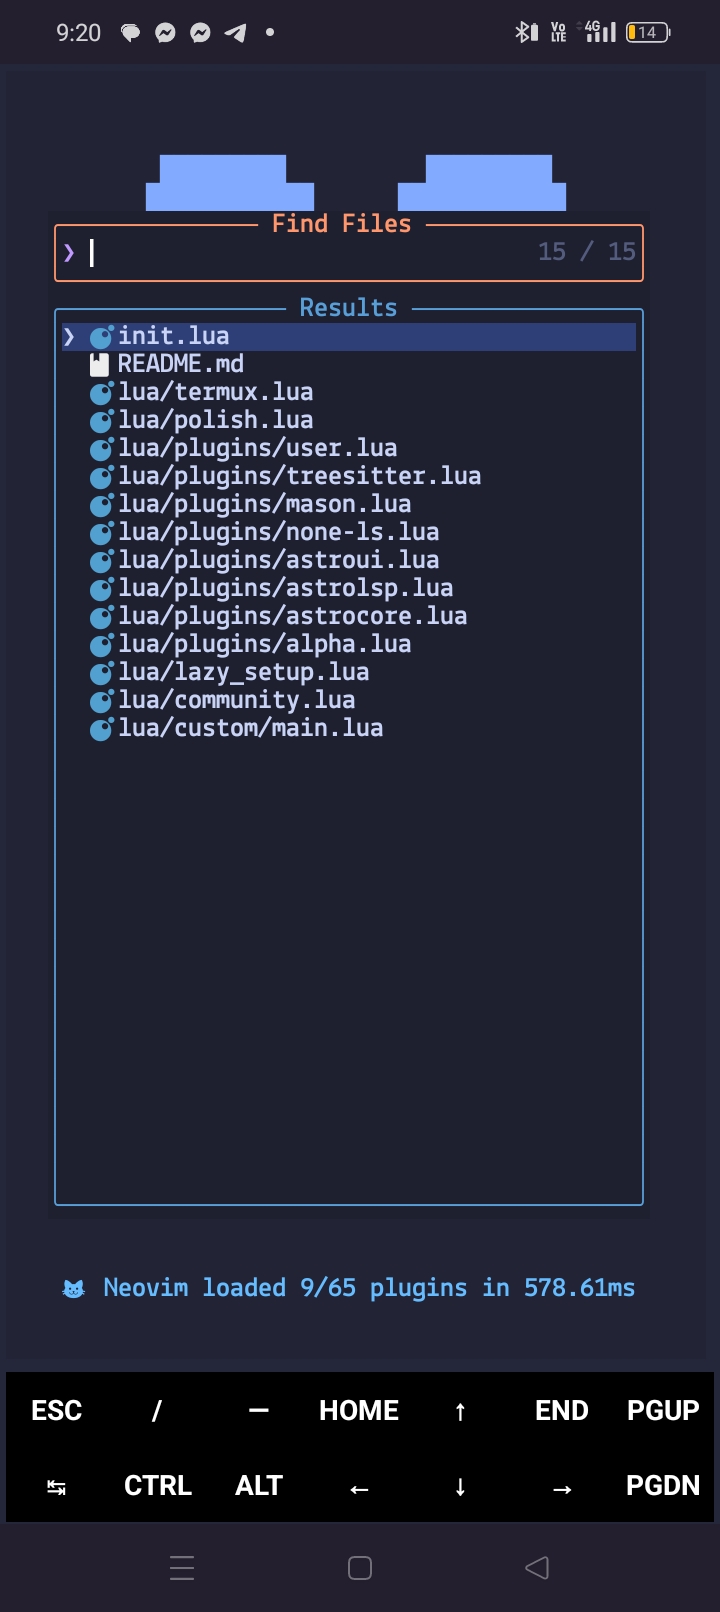 9:20
Vo LTE 4G 14
Find Files
❯ 15 / 15
Results
❯ init.lua
README.md
lua/termux.lua
lua/polish.lua
lua/plugins/user.lua
lua/plugins/treesitter.lua
lua/plugins/mason.lua
lua/plugins/none-ls.lua
lua/plugins/astroui.lua
lua/plugins/astrolsp.lua
lua/plugins/astrocore.lua
lua/plugins/alpha.lua
lua/lazy_setup.lua
lua/community.lua
lua/custom/main.lua
Neovim loaded 9/65 plugins in 578.61ms
ESC / — HOME ↑ END PGUP
↹ CTRL ALT ← ↓ → PGDN